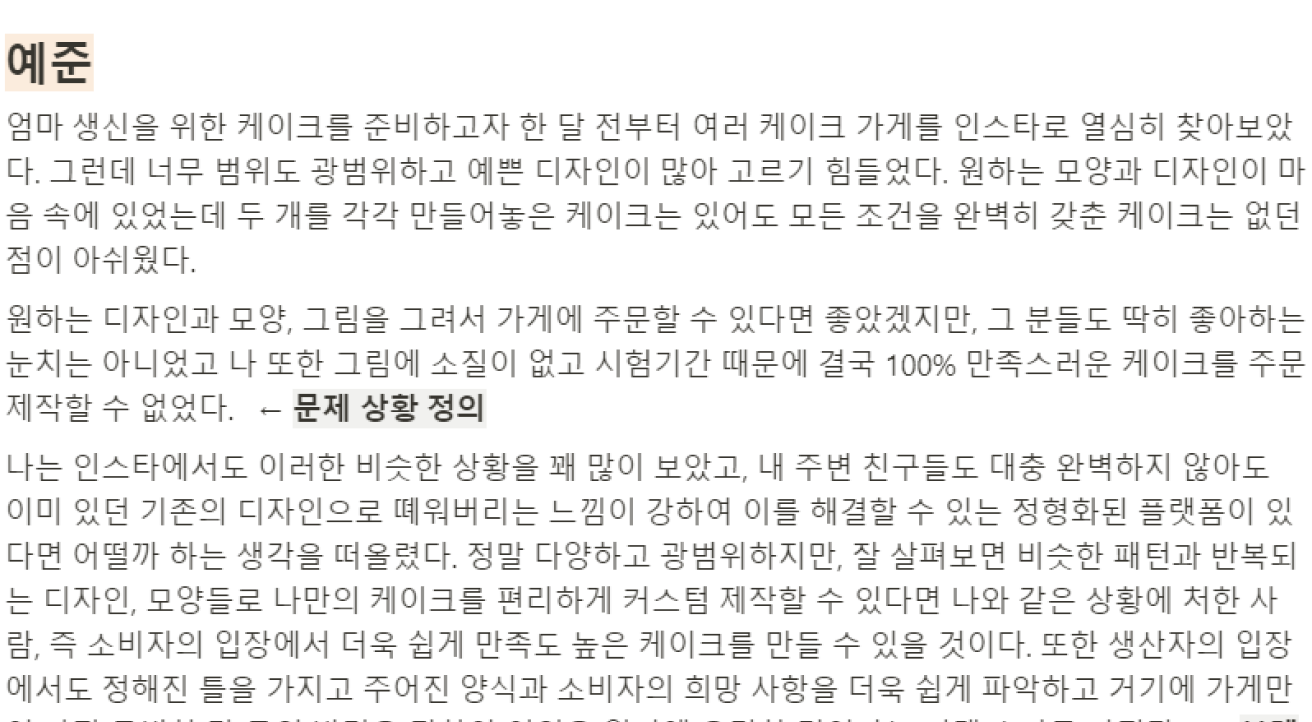 예준
엄마 생신을 위한 케이크를 준비하고자 한 달 전부터 여러 케이크 가게를 인스타로 열심히 찾아보았
다. 그런데 너무 범위도 광범위하고 예쁜 디자인이 많아 고르기 힘들었다. 원하는 모양과 디자인이 마
음 속에 있었는데 두 개를 각각 만들어놓은 케이크는 있어도 모든 조건을 완벽히 갖춘 케이크는 없던
점이 아쉬웠다.
원하는 디자인과 모양, 그림을 그려서 가게에 주문할 수 있다면 좋았겠지만, 그 분들도 딱히 좋아하는
눈치는 아니었고 나 또한 그림에 소질이 없고 시험기간 때문에 결국 100% 만족스러운 케이크를 주문
제작할 수 없었다. ← 문제 상황 정의
나는 인스타에서도 이러한 비슷한 상황을 꽤 많이 보았고, 내 주변 친구들도 대충 완벽하지 않아도
이미 있던 기존의 디자인으로 떼워버리는 느낌이 강하여 이를 해결할 수 있는 정형화된 플랫폼이 있
다면 어떨까 하는 생각을 떠올렸다. 정말 다양하고 광범위하지만, 잘 살펴보면 비슷한 패턴과 반복되
는 디자인, 모양들로 나만의 케이크를 편리하게 커스텀 제작할 수 있다면 나와 같은 상황에 처한 사
람, 즉 소비자의 입장에서 더욱 쉽게 만족도 높은 케이크를 만들 수 있을 것이다. 또한 생산자의 입장
에서도 정해진 틀을 가지고 주어진 양식과 소비자의 희망 사항을 더욱 쉽게 파악하고 거기에 가게만